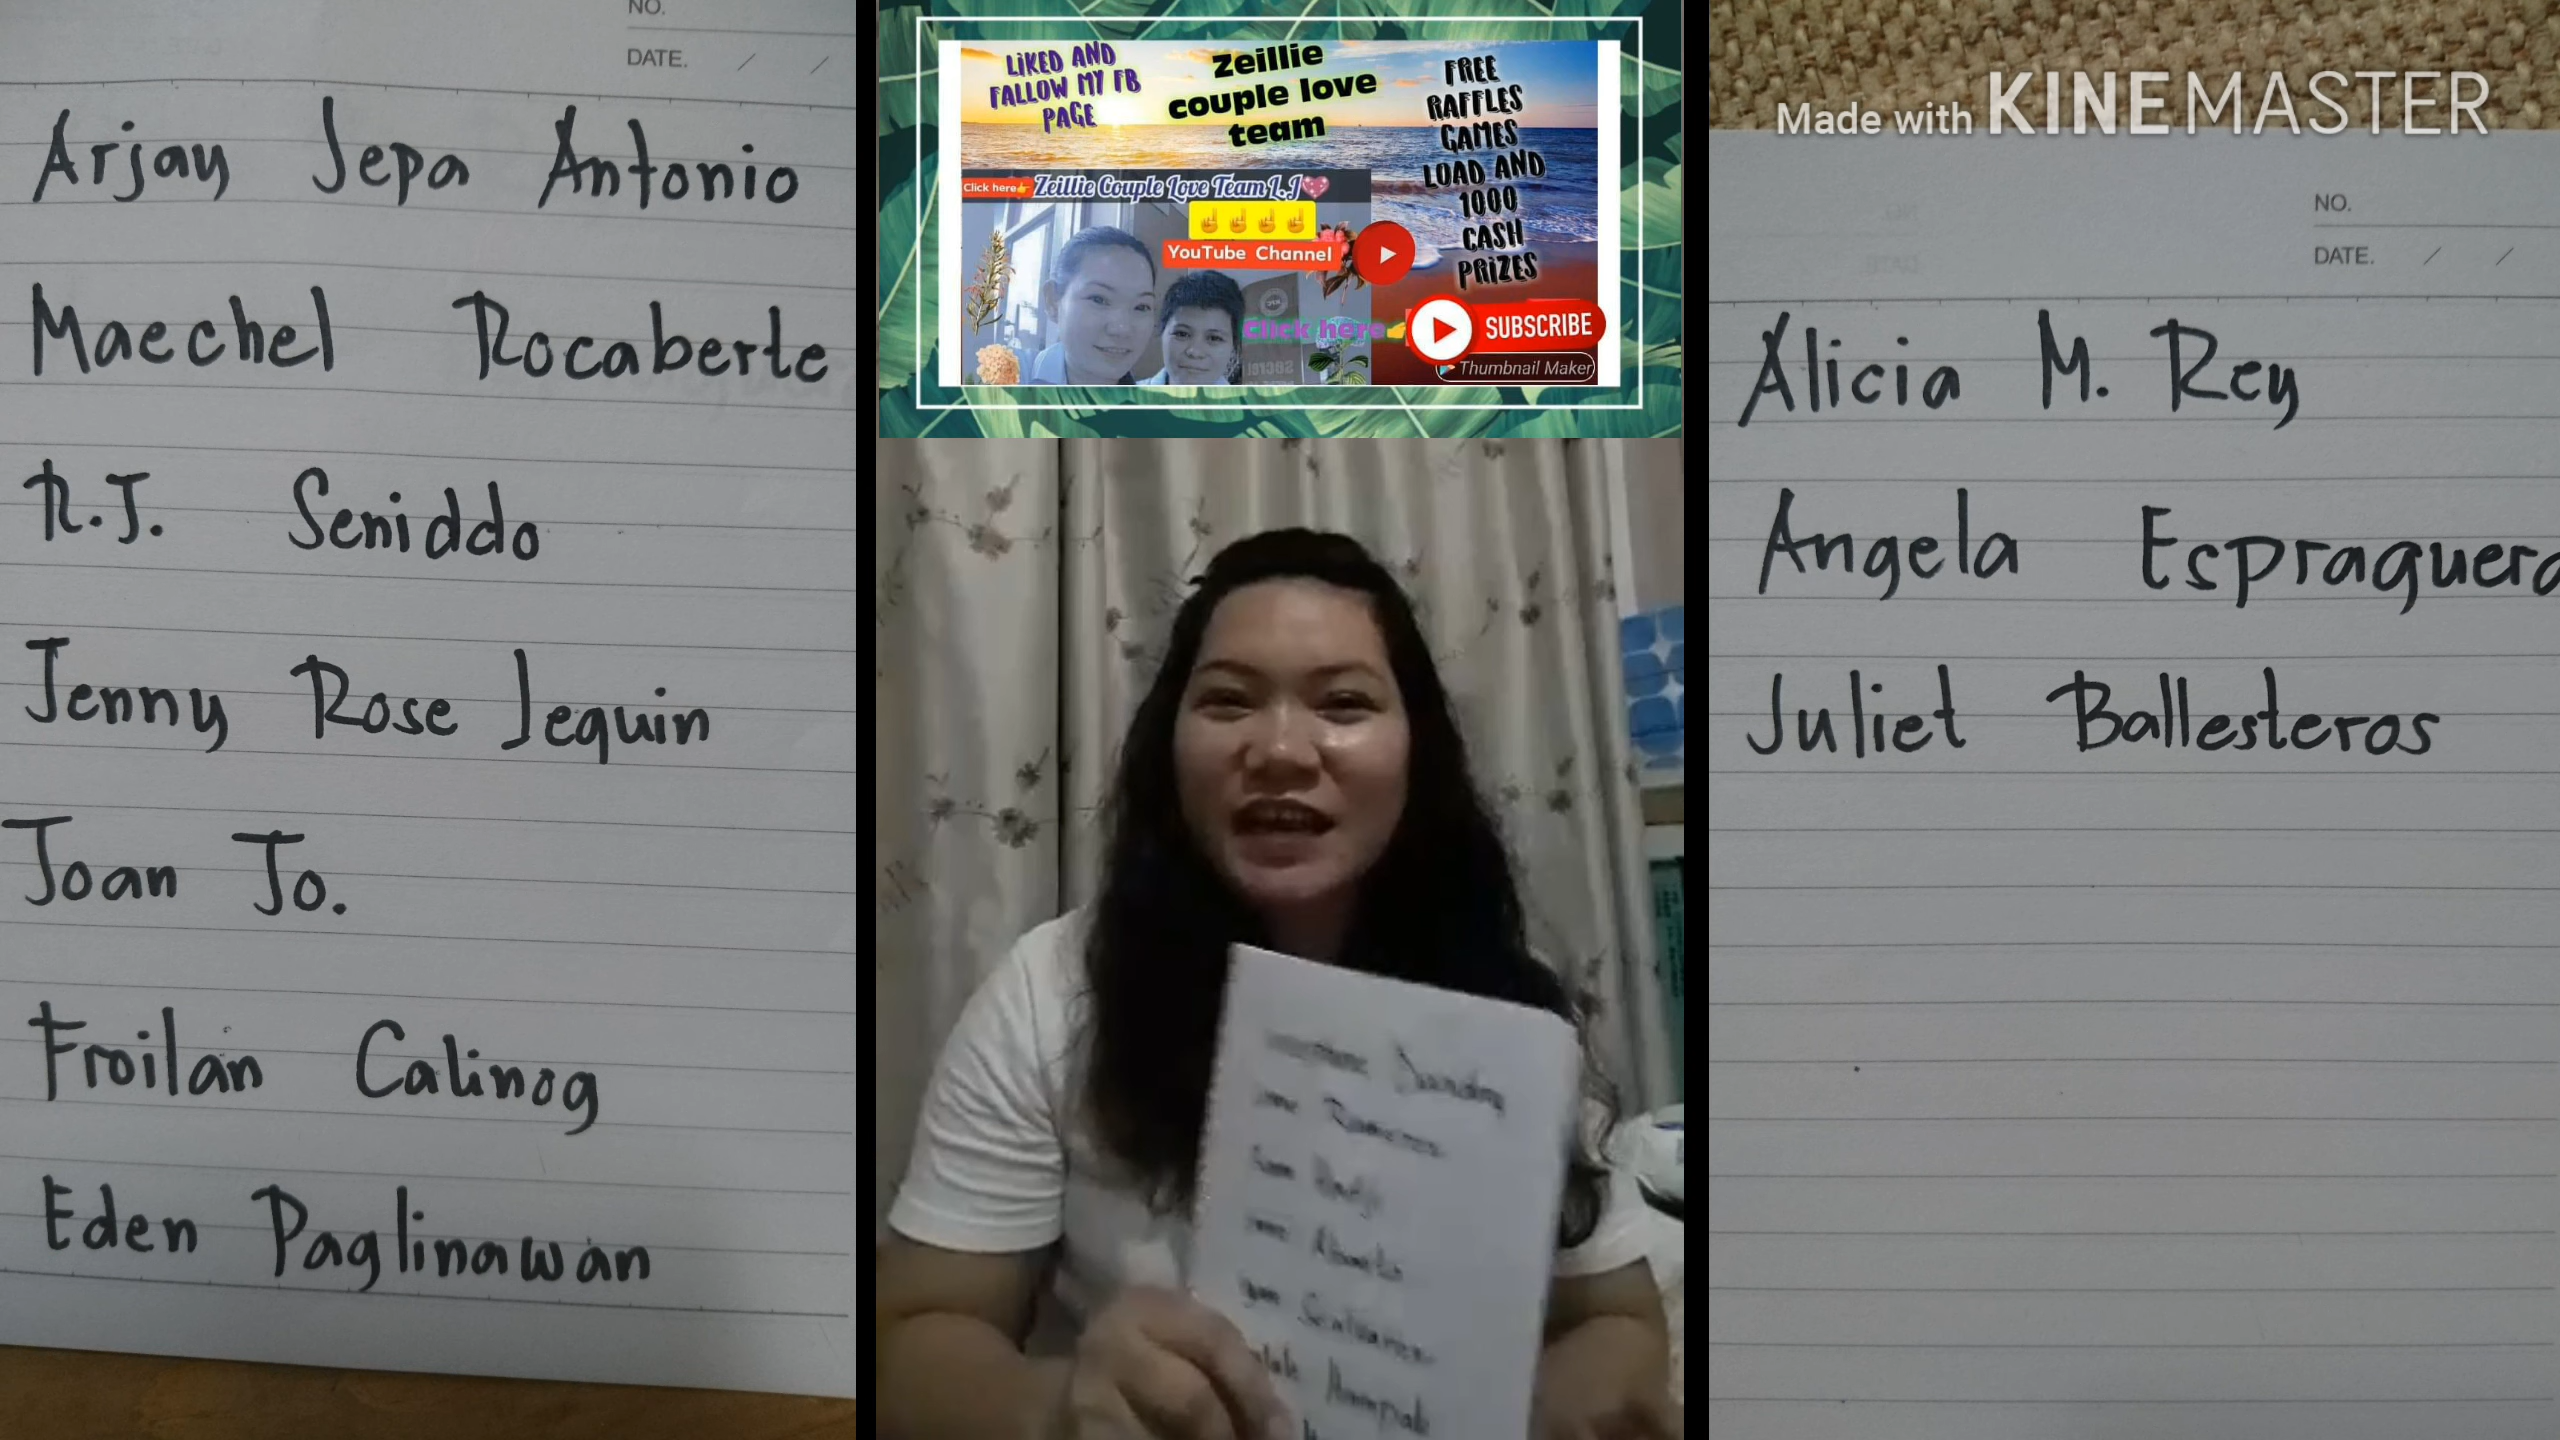 NO.
DATE. / /
Arjay Jepa Antonio
Maechel Rocaberte
R.J. Seniddo
Jenny Rose Jequin
Joan Jo.
Froilan Calinog
Eden Paglinawan
LIKED AND
FALLOW MY FB
PAGE
Zeillie
couple love
team
FREE
RAFFLES
GAMES
LOAD AND
1000
CASH
PRIZES
Click here Zeillie Couple Love Team L.J
YouTube Channel
Click here
SUBSCRIBE
Thumbnail Maker
Made with KINEMASTER
NO.
DATE. / /
Alicia M. Rey
Angela Espraguera
Juliet Ballesteros